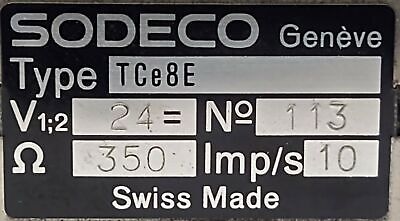 SODECO Genève
Type TCe8E
V1;2 24= Nº 113
Ω 350 Imp/s 10
Swiss Made